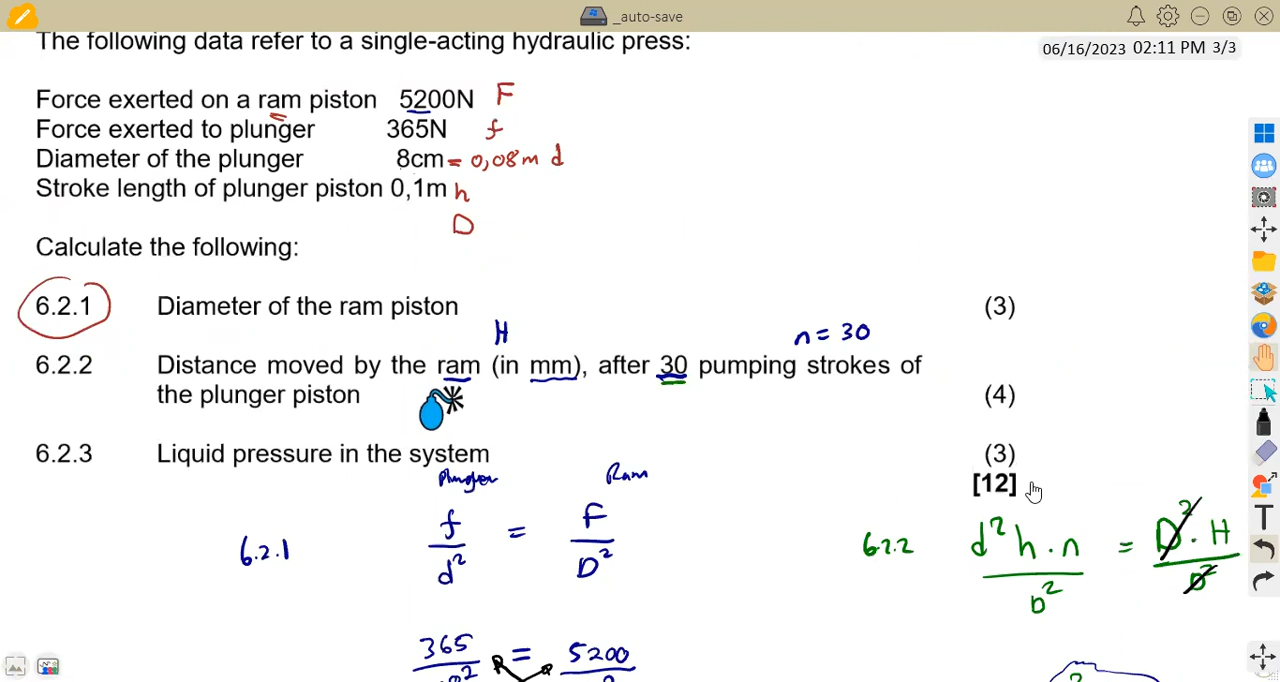 _auto-save
The following data refer to a single-acting hydraulic press:
06/16/2023 02:11 PM 3/3
Force exerted on a ram piston 5200N F
Force exerted to plunger 365N f
Diameter of the plunger 8cm = 0,08m d
Stroke length of plunger piston 0,1m h
D
Calculate the following:
6.2.1 Diameter of the ram piston (3)
H n = 30
6.2.2 Distance moved by the ram (in mm), after 30 pumping strokes of
the plunger piston (4)
6.2.3 Liquid pressure in the system (3)
Plunger Ram [12]
6.2.1 f/d² = F/D²
6.2.2 d²h·n/D² = D²·H/D²
365 = 5200